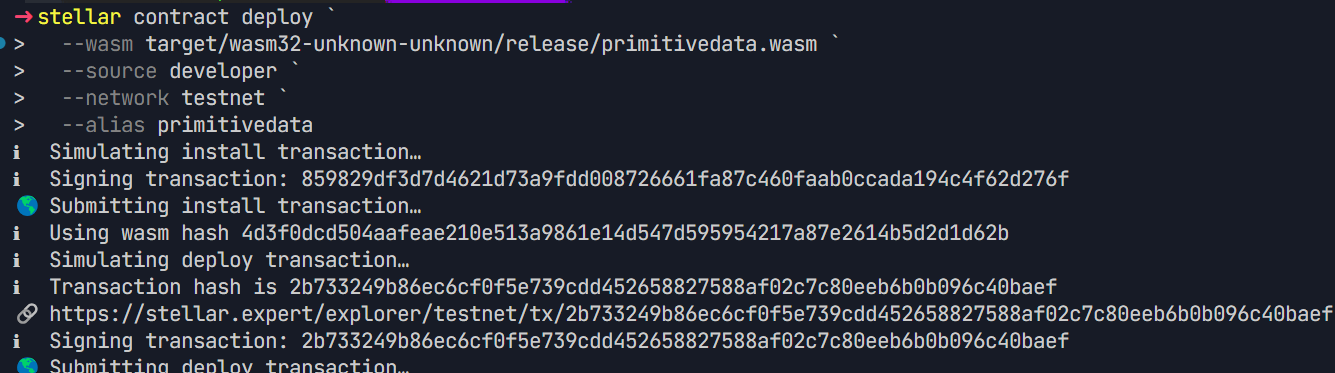 ➜ stellar contract deploy `
> --wasm target/wasm32-unknown-unknown/release/primitivedata.wasm `
> --source developer `
> --network testnet `
> --alias primitivedata
ℹ Simulating install transaction…
ℹ Signing transaction: 859829df3d7d4621d73a9fdd008726661fa87c460faab0ccada194c4f62d276f
🌎 Submitting install transaction…
ℹ Using wasm hash 4d3f0dcd504aafeae210e513a9861e14d547d595954217a87e2614b5d2d1d62b
ℹ Simulating deploy transaction…
ℹ Transaction hash is 2b733249b86ec6cf0f5e739cdd452658827588af02c7c80eeb6b0b096c40baef
🔗 https://stellar.expert/explorer/testnet/tx/2b733249b86ec6cf0f5e739cdd452658827588af02c7c80eeb6b0b096c40baef
ℹ Signing transaction: 2b733249b86ec6cf0f5e739cdd452658827588af02c7c80eeb6b0b096c40baef
🌎 Submitting deploy transaction…